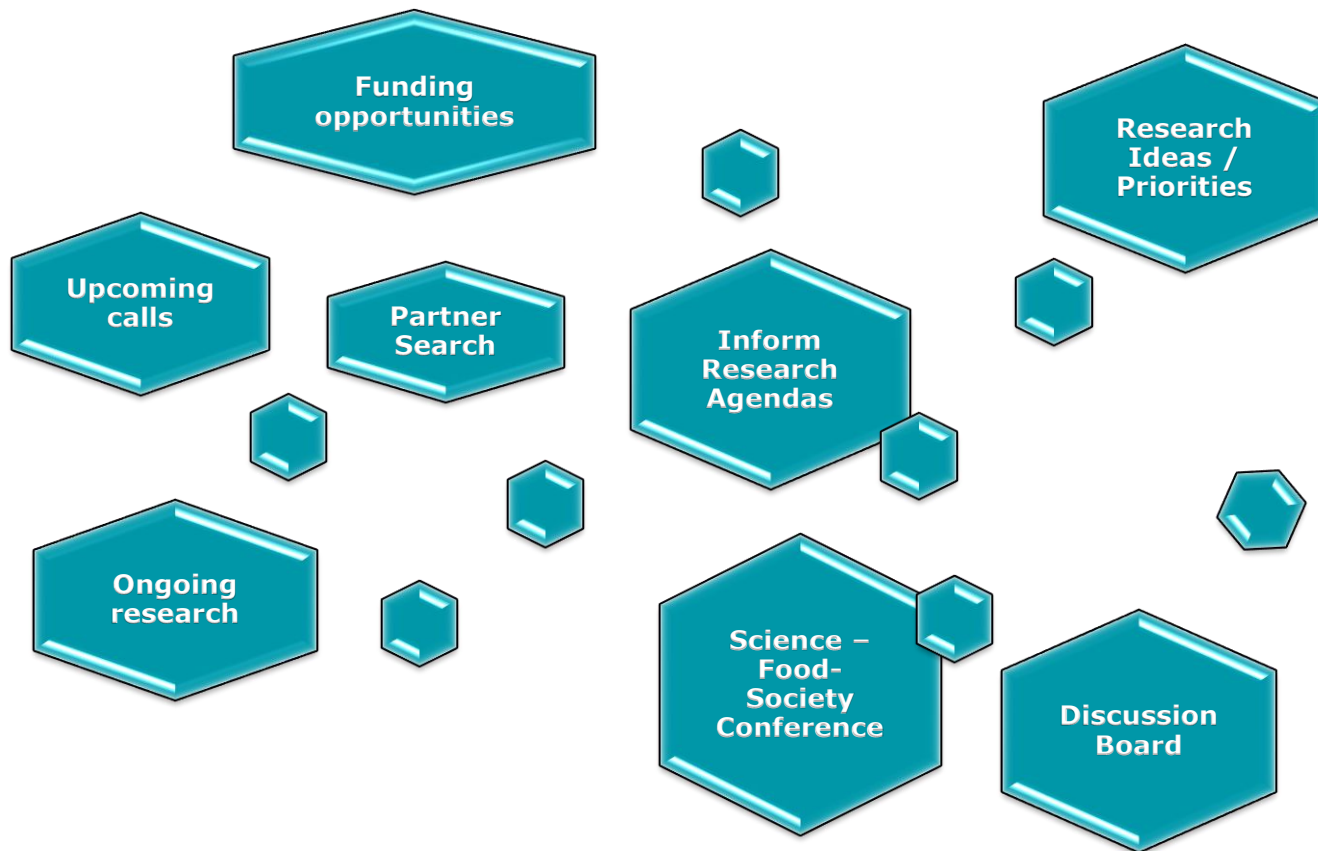 Funding
opportunities
Research
Ideas /
Priorities
Upcoming
calls
Partner
Search
Inform
Research
Agendas
Ongoing
research
Science –
Food-
Society
Conference
Discussion
Board